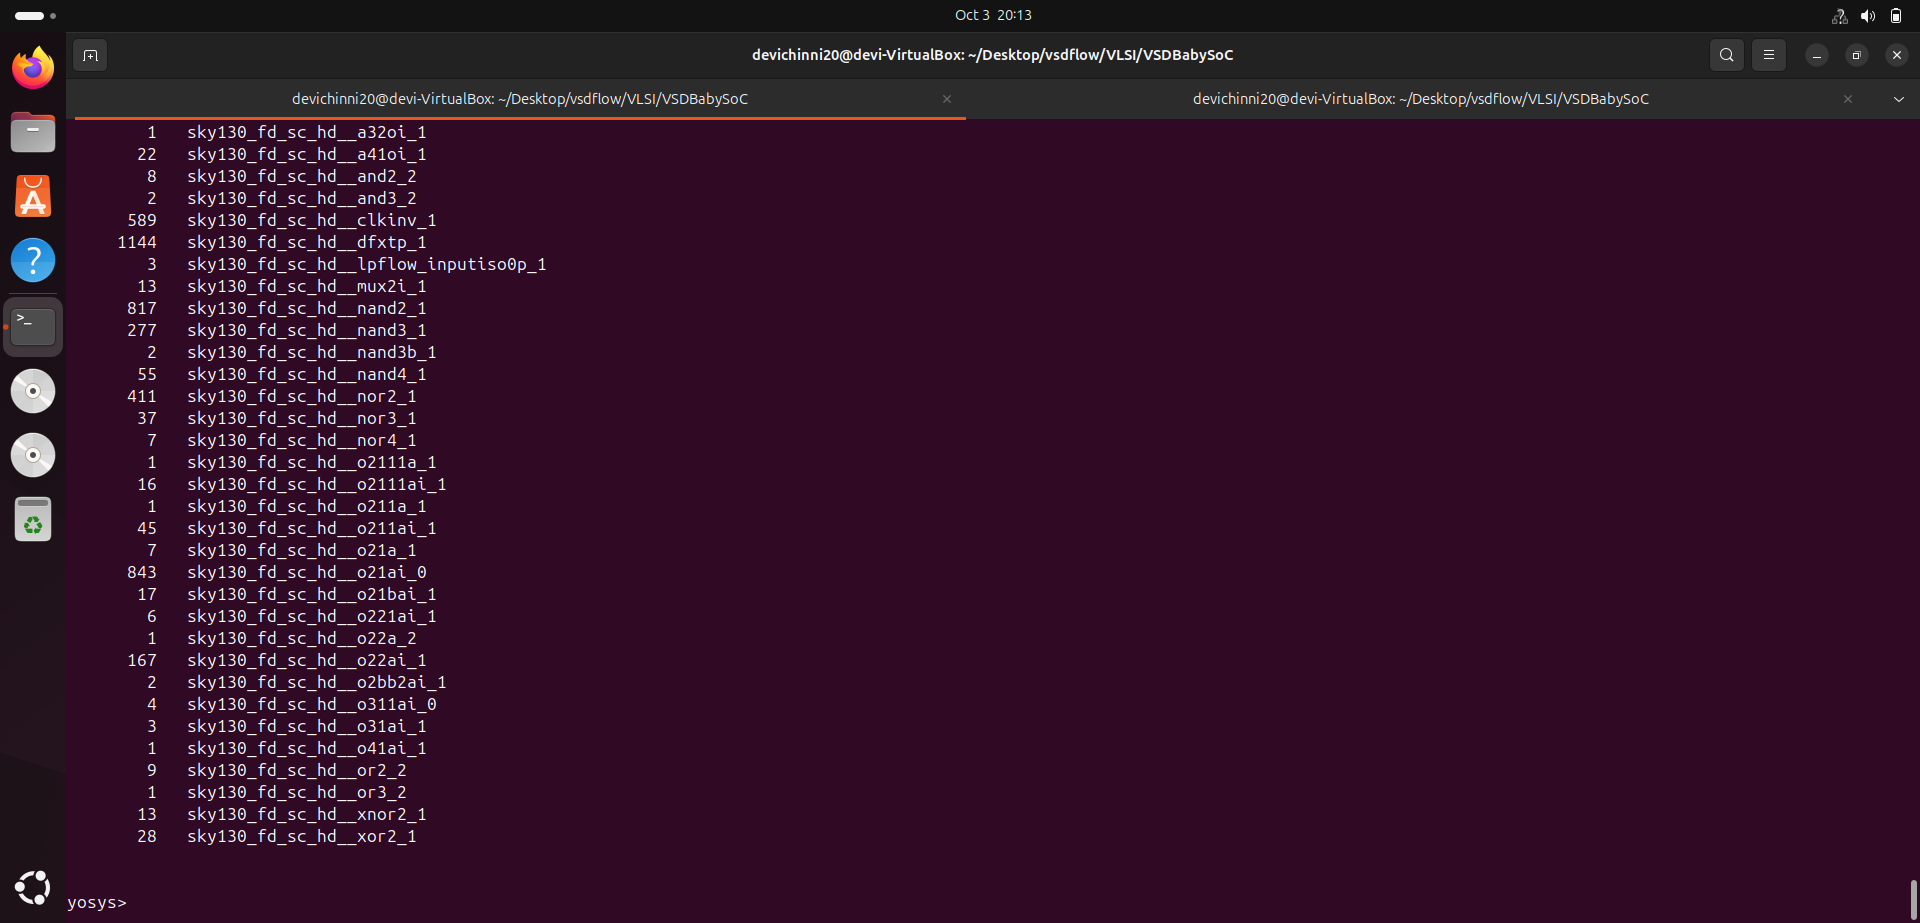 Oct 3 20:13
devichinni20@devi-VirtualBox: ~/Desktop/vsdflow/VLSI/VSDBabySoC
devichinni20@devi-VirtualBox: ~/Desktop/vsdflow/VLSI/VSDBabySoC
devichinni20@devi-VirtualBox: ~/Desktop/vsdflow/VLSI/VSDBabySoC
1 sky130_fd_sc_hd__a32oi_1
22 sky130_fd_sc_hd__a41oi_1
8 sky130_fd_sc_hd__and2_2
2 sky130_fd_sc_hd__and3_2
589 sky130_fd_sc_hd__clkinv_1
1144 sky130_fd_sc_hd__dfxtp_1
3 sky130_fd_sc_hd__lpflow_inputiso0p_1
13 sky130_fd_sc_hd__mux2i_1
817 sky130_fd_sc_hd__nand2_1
277 sky130_fd_sc_hd__nand3_1
2 sky130_fd_sc_hd__nand3b_1
55 sky130_fd_sc_hd__nand4_1
411 sky130_fd_sc_hd__nor2_1
37 sky130_fd_sc_hd__nor3_1
7 sky130_fd_sc_hd__nor4_1
1 sky130_fd_sc_hd__o2111a_1
16 sky130_fd_sc_hd__o2111ai_1
1 sky130_fd_sc_hd__o211a_1
45 sky130_fd_sc_hd__o211ai_1
7 sky130_fd_sc_hd__o21a_1
843 sky130_fd_sc_hd__o21ai_0
17 sky130_fd_sc_hd__o21bai_1
6 sky130_fd_sc_hd__o221ai_1
1 sky130_fd_sc_hd__o22a_2
167 sky130_fd_sc_hd__o22ai_1
2 sky130_fd_sc_hd__o2bb2ai_1
4 sky130_fd_sc_hd__o311ai_0
3 sky130_fd_sc_hd__o31ai_1
1 sky130_fd_sc_hd__o41ai_1
9 sky130_fd_sc_hd__or2_2
1 sky130_fd_sc_hd__or3_2
13 sky130_fd_sc_hd__xnor2_1
28 sky130_fd_sc_hd__xor2_1
yosys>